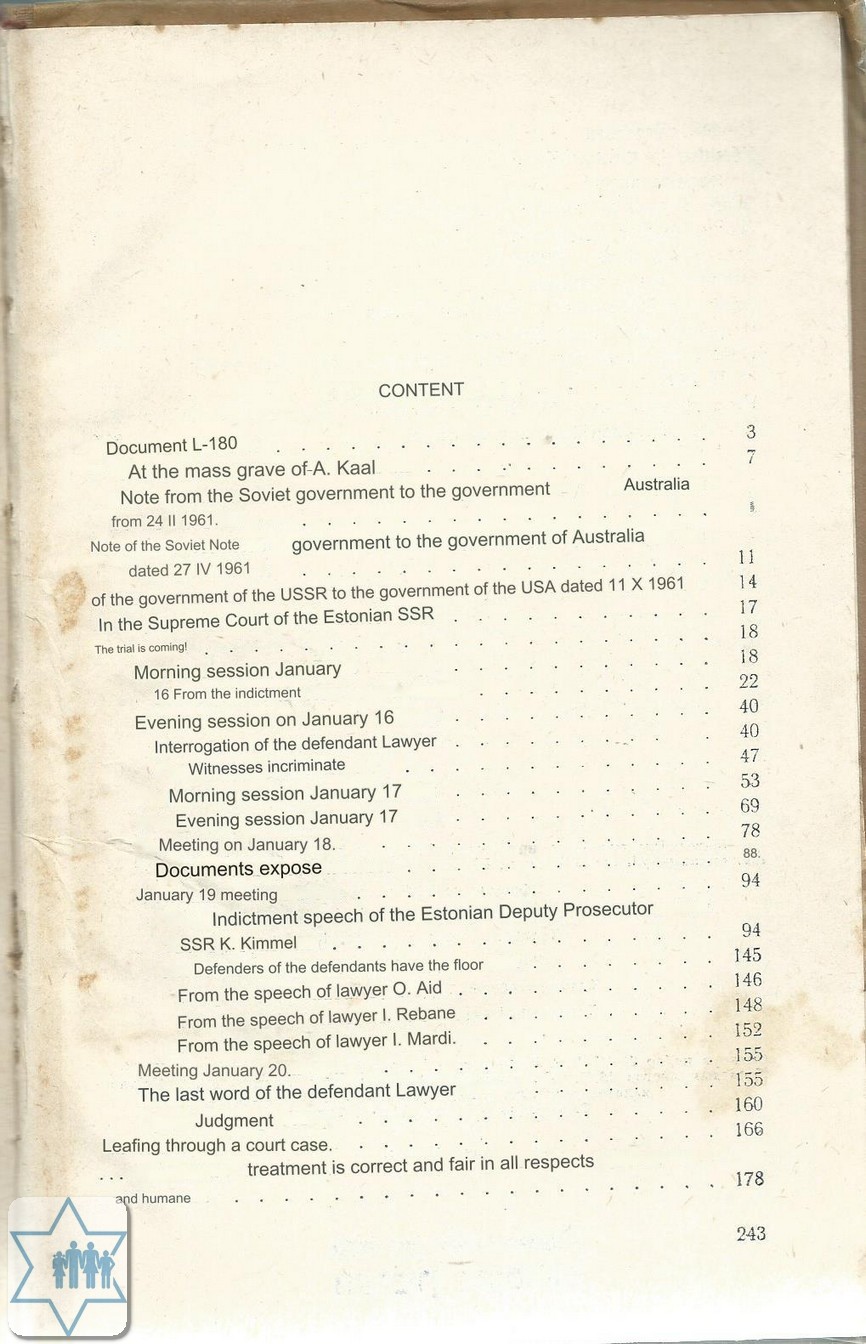 CONTENT
Document L-180 . . . . . . . . . . . . . . . . . . 3
At the mass grave of A. Kaal . . . . . . . . . . . . 7
Note from the Soviet government to the government Australia
from 24 II 1961. . . . . . . . . . . . . . . . . .
Note of the Soviet Note government to the government of Australia
dated 27 IV 1961 . . . . . . . . . . . . . . . . . 11
of the government of the USSR to the government of the USA dated 11 X 1961 14
In the Supreme Court of the Estonian SSR . . . . . . . . . . . 17
The trial is coming! . . . . . . . . . . . . . . . . . . . . . 18
Morning session January . . . . . . . . . . . 18
16 From the indictment . . . . . . . . . . 22
Evening session on January 16 . . . . . . . . . . . 40
Interrogation of the defendant Lawyer . . . . . . . . . . . 40
Witnesses incriminate . . . . . . . . . . . . . 47
Morning session January 17 . . . . . . . . . . . 53
Evening session January 17 . . . . . . . . . . . 69
Meeting on January 18. . . . . . . . . . . . . . . 78
Documents expose . . . . . . . . . . . . . 88.
January 19 meeting . . . . . . . . . . . . . . . 94
Indictment speech of the Estonian Deputy Prosecutor
SSR K. Kimmel . . . . . . . . . . . . . . . . 94
Defenders of the defendants have the floor . . . . . . . . 145
From the speech of lawyer O. Aid . . . . . . . . . . . 146
From the speech of lawyer I. Rebane . . . . . . . . . . 148
From the speech of lawyer I. Mardi. . . . . . . . . . . 152
Meeting January 20. . . . . . . . . . . . . . . 155
The last word of the defendant Lawyer . . . . . . . . 155
Judgment . . . . . . . . . . . . . . . 160
Leafing through a court case. . . . . . . . . . . . . . . . 166
. . . treatment is correct and fair in all respects
and humane . . . . . . . . . . . . . . . . . . . . 178
243